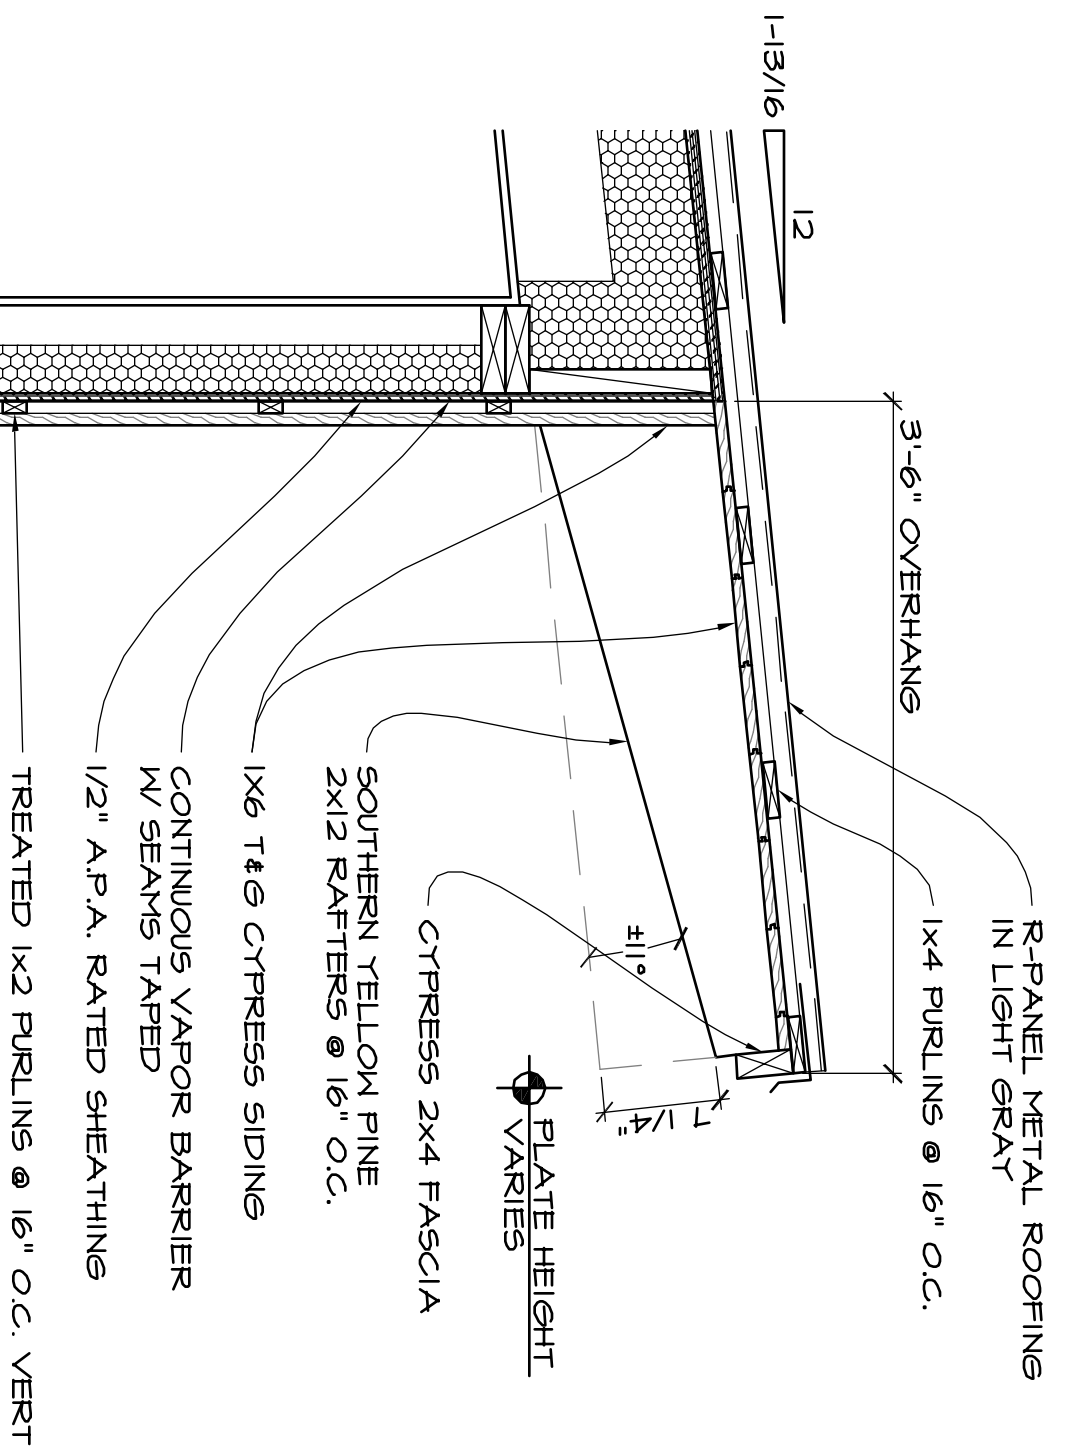 1-13/16
12
3'-6" OVERHANG
R-PANEL METAL ROOFING
IN LIGHT GRAY
1x4 PURLINS @ 16" O.C.
±11°
7 1/4"
PLATE HEIGHT
VARIES
CYPRESS 2x4 FASCIA
SOUTHERN YELLOW PINE
2x12 RAFTERS @ 16" O.C.
1X6 T&G CYPRESS SIDING
CONTINUOUS VAPOR BARRIER
W/ SEAMS TAPED
1/2" A.P.A. RATED SHEATHING
TREATED 1x2 PURLINS @ 16" O.C. VERT